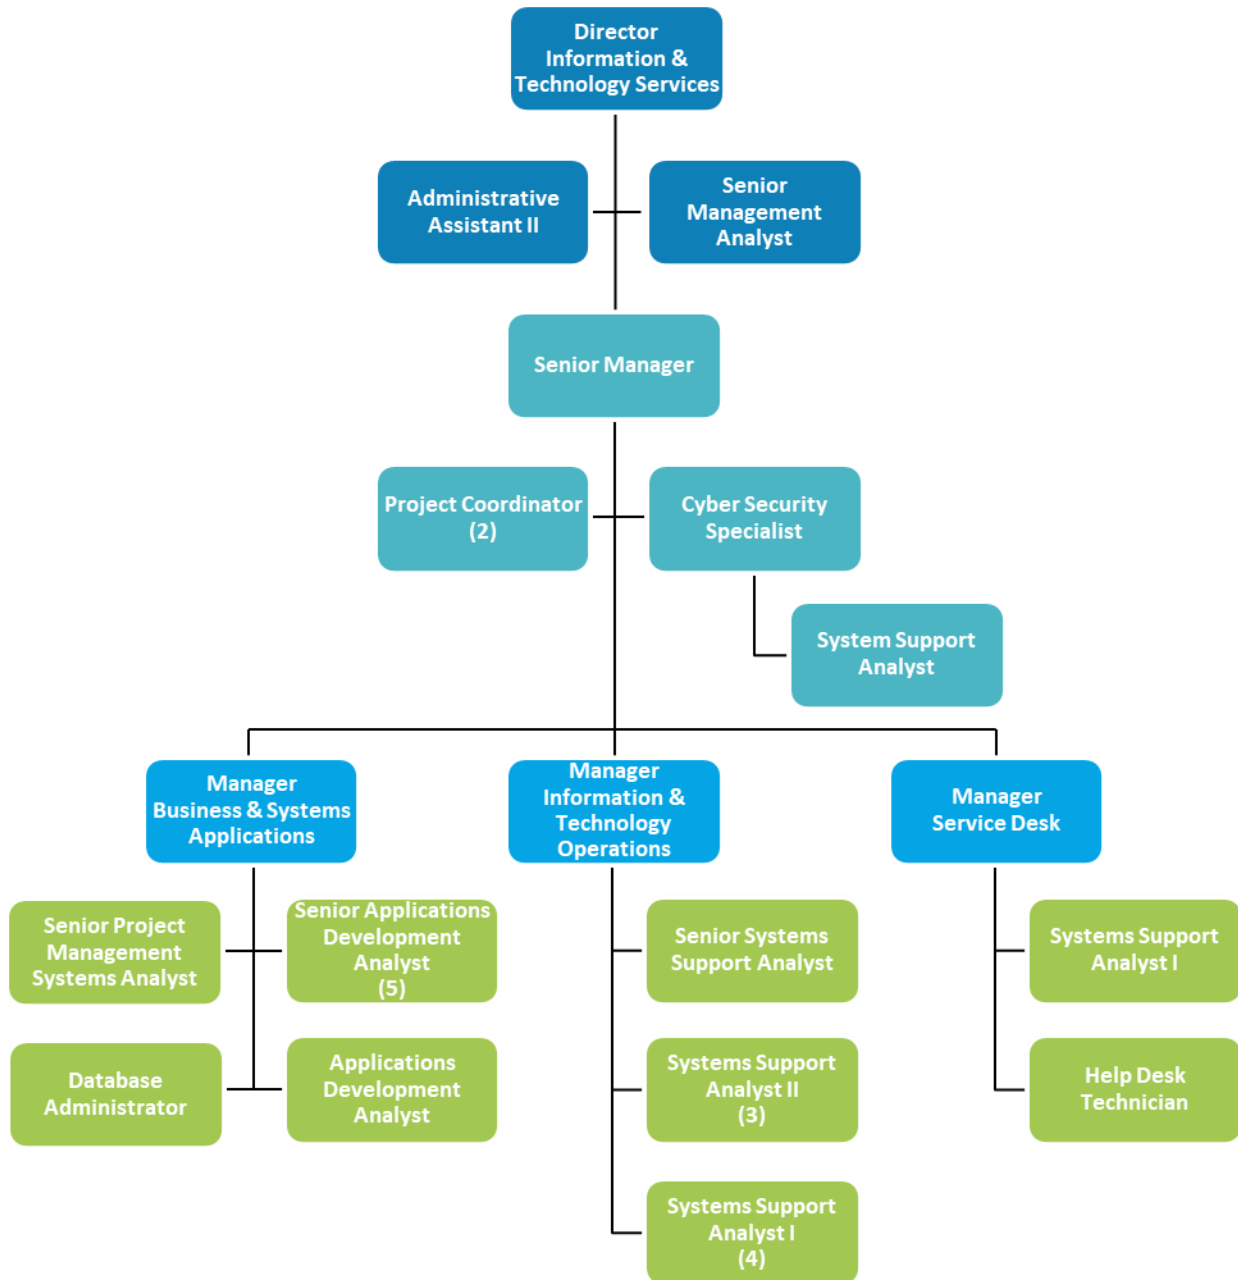 Director
Information &
Technology Services
Administrative
Assistant II
Senior
Management
Analyst
Senior Manager
Project Coordinator
(2)
Cyber Security
Specialist
System Support
Analyst
Manager
Business & Systems
Applications
Manager
Information &
Technology
Operations
Manager
Service Desk
Senior Project
Management
Systems Analyst
Senior Applications
Development
Analyst
(5)
Senior Systems
Support Analyst
Systems Support
Analyst I
Database
Administrator
Applications
Development
Analyst
Systems Support
Analyst II
(3)
Help Desk
Technician
Systems Support
Analyst I
(4)